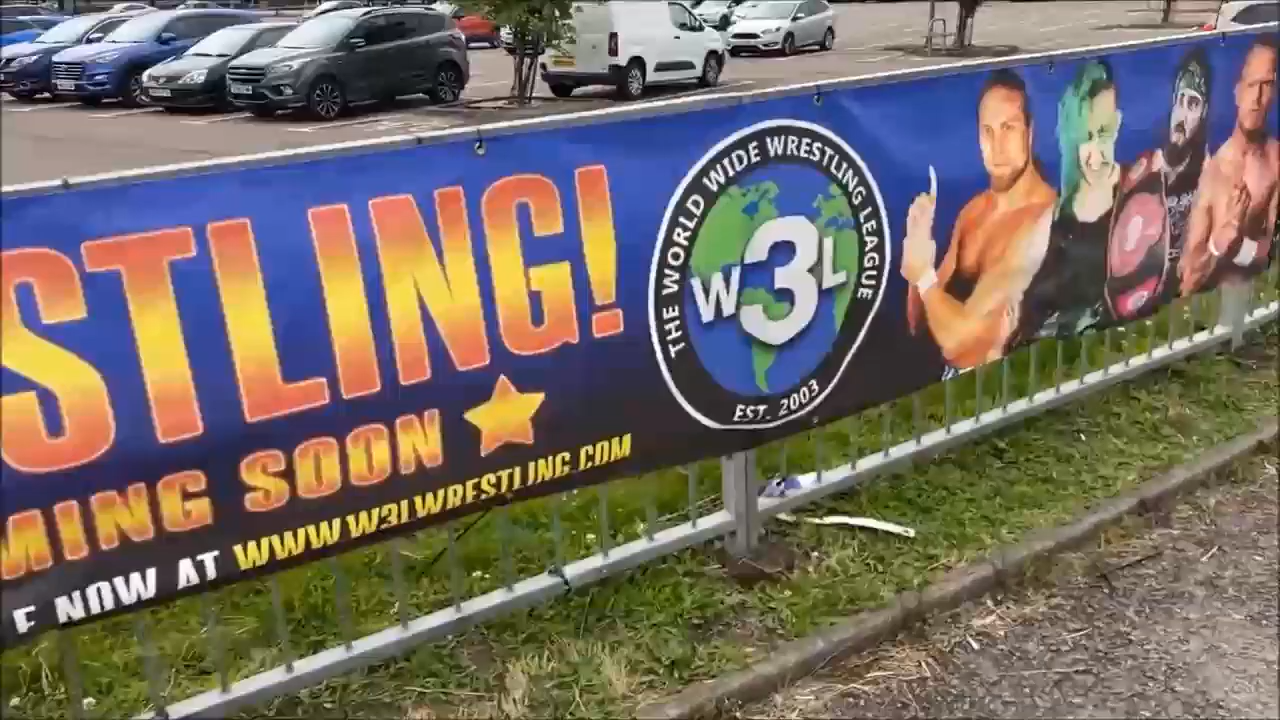 STLING!
MING SOON
E NOW AT WWW.W3LWRESTLING.COM
THE WORLD WIDE WRESTLING LEAGUE
W3L
EST. 2003